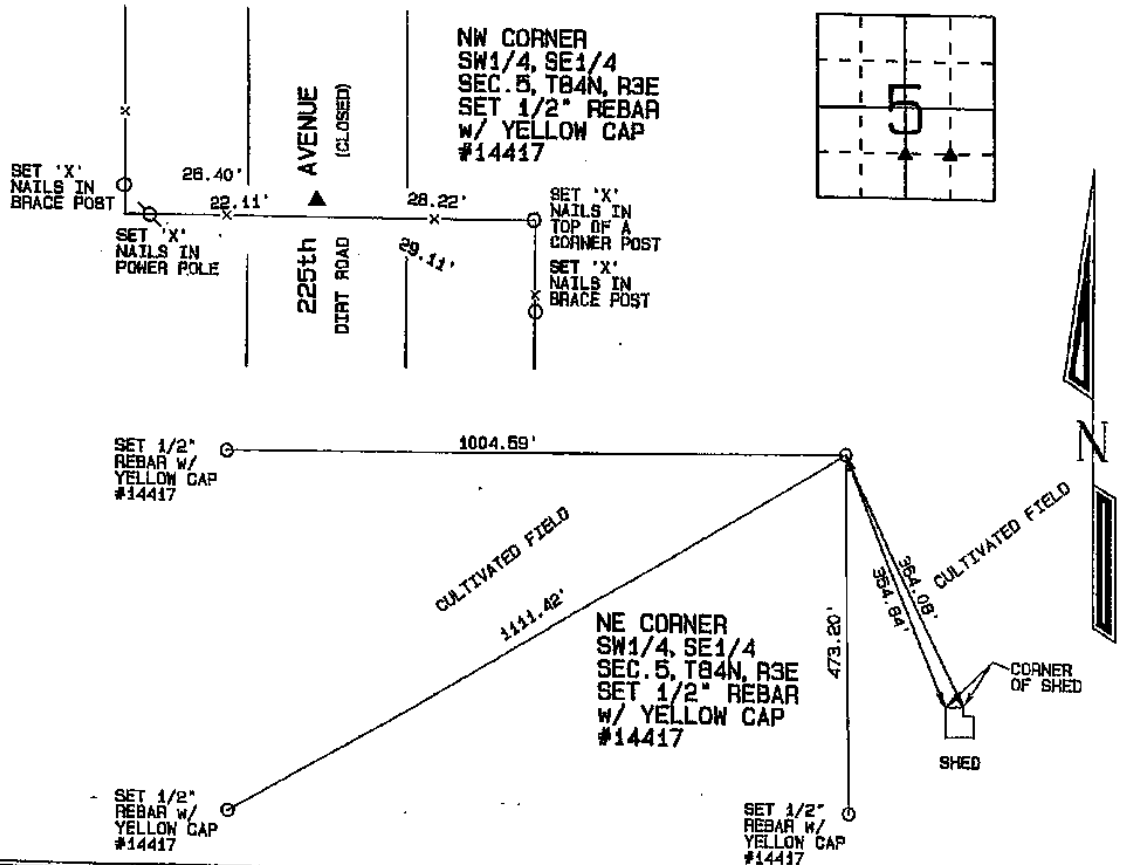 NW CORNER
SW1/4, SE1/4
SEC.5, T84N, R3E
SET 1/2" REBAR
w/ YELLOW CAP
#14417
5
225th AVENUE
DIRT ROAD (CLOSED)
SET 'X'
NAILS IN
BRACE POST
26.40'
22.11'
28.22'
29.11'
SET 'X'
NAILS IN
POWER POLE
SET 'X'
NAILS IN
TOP OF A
CORNER POST
SET 'X'
NAILS IN
BRACE POST
N
SET 1/2"
REBAR W/
YELLOW CAP
#14417
1004.59'
CULTIVATED FIELD
1111.42'
473.20'
364.84'
364.08'
CULTIVATED FIELD
NE CORNER
SW1/4, SE1/4
SEC.5, T84N, R3E
SET 1/2" REBAR
w/ YELLOW CAP
#14417
CORNER
OF SHED
SHED
SET 1/2"
REBAR W/
YELLOW CAP
#14417
SET 1/2"
REBAR W/
YELLOW CAP
#14417